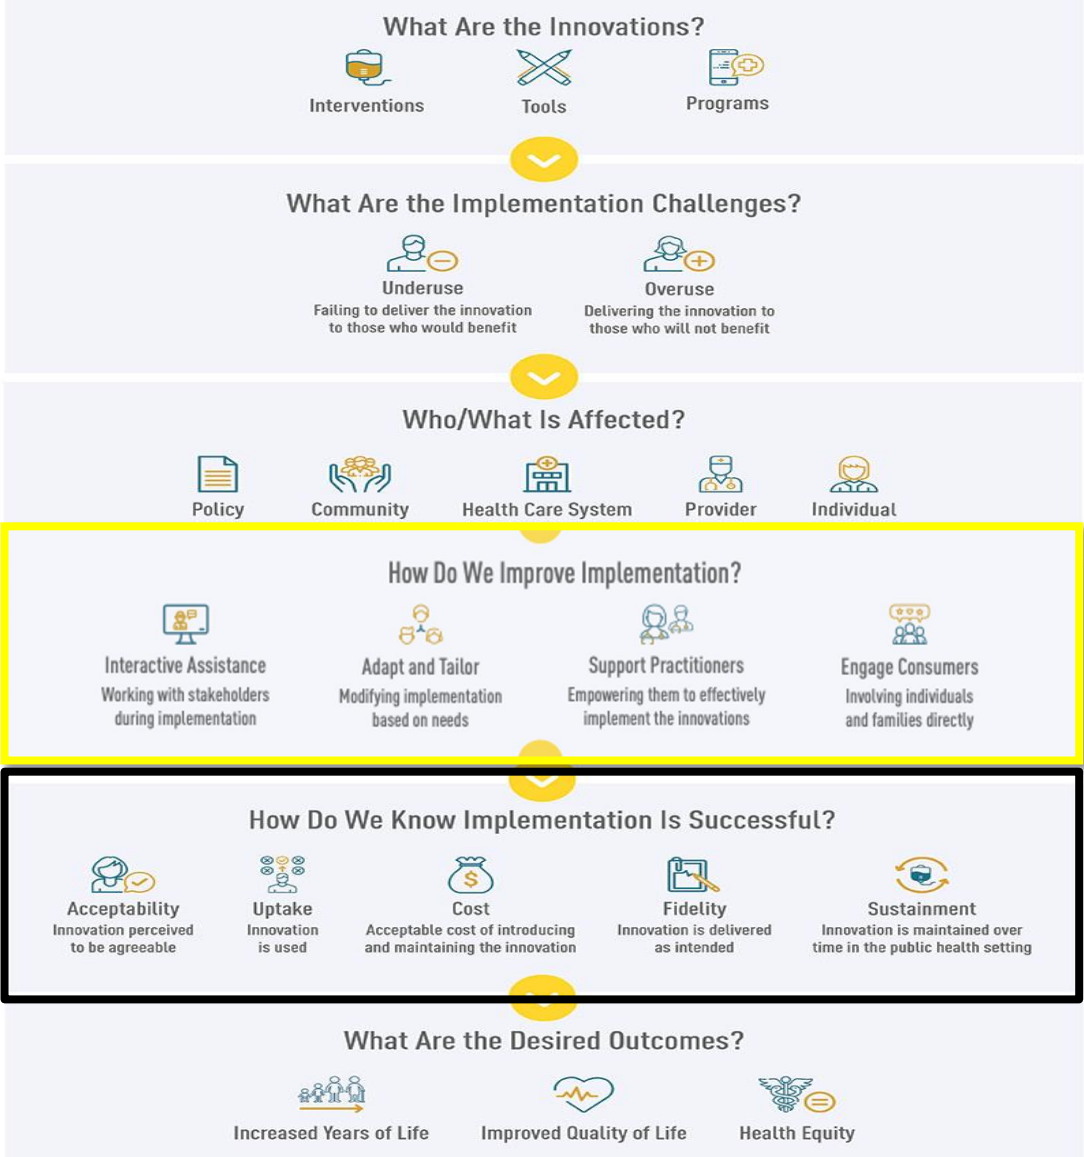 What Are the Innovations?
Interventions
Tools
Programs
What Are the Implementation Challenges?
Underuse
Failing to deliver the innovation
to those who would benefit
Overuse
Delivering the innovation to
those who will not benefit
Who/What Is Affected?
Policy
Community
Health Care System
Provider
Individual
How Do We Improve Implementation?
Interactive Assistance
Working with stakeholders
during implementation
Adapt and Tailor
Modifying implementation
based on needs
Support Practitioners
Empowering them to effectively
implement the innovations
Engage Consumers
Involving individuals
and families directly
How Do We Know Implementation Is Successful?
Acceptability
Innovation perceived
to be agreeable
Uptake
Innovation
is used
Cost
Acceptable cost of introducing
and maintaining the innovation
Fidelity
Innovation is delivered
as intended
Sustainment
Innovation is maintained over
time in the public health setting
What Are the Desired Outcomes?
Increased Years of Life
Improved Quality of Life
Health Equity